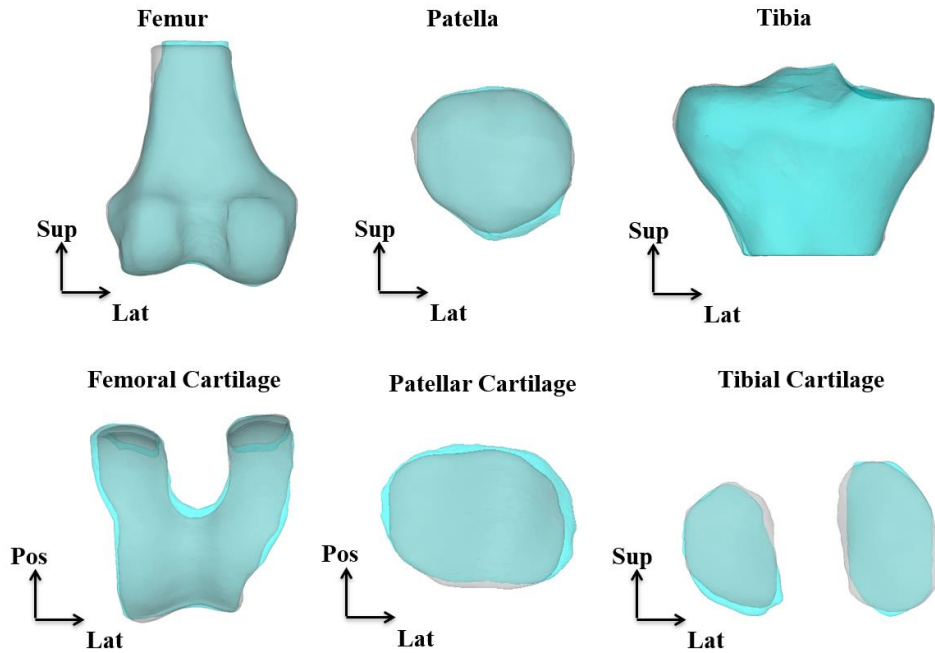 Femur
Patella
Tibia
Sup
Lat
Sup
Lat
Sup
Lat
Femoral Cartilage
Patellar Cartilage
Tibial Cartilage
Pos
Lat
Pos
Lat
Sup
Lat